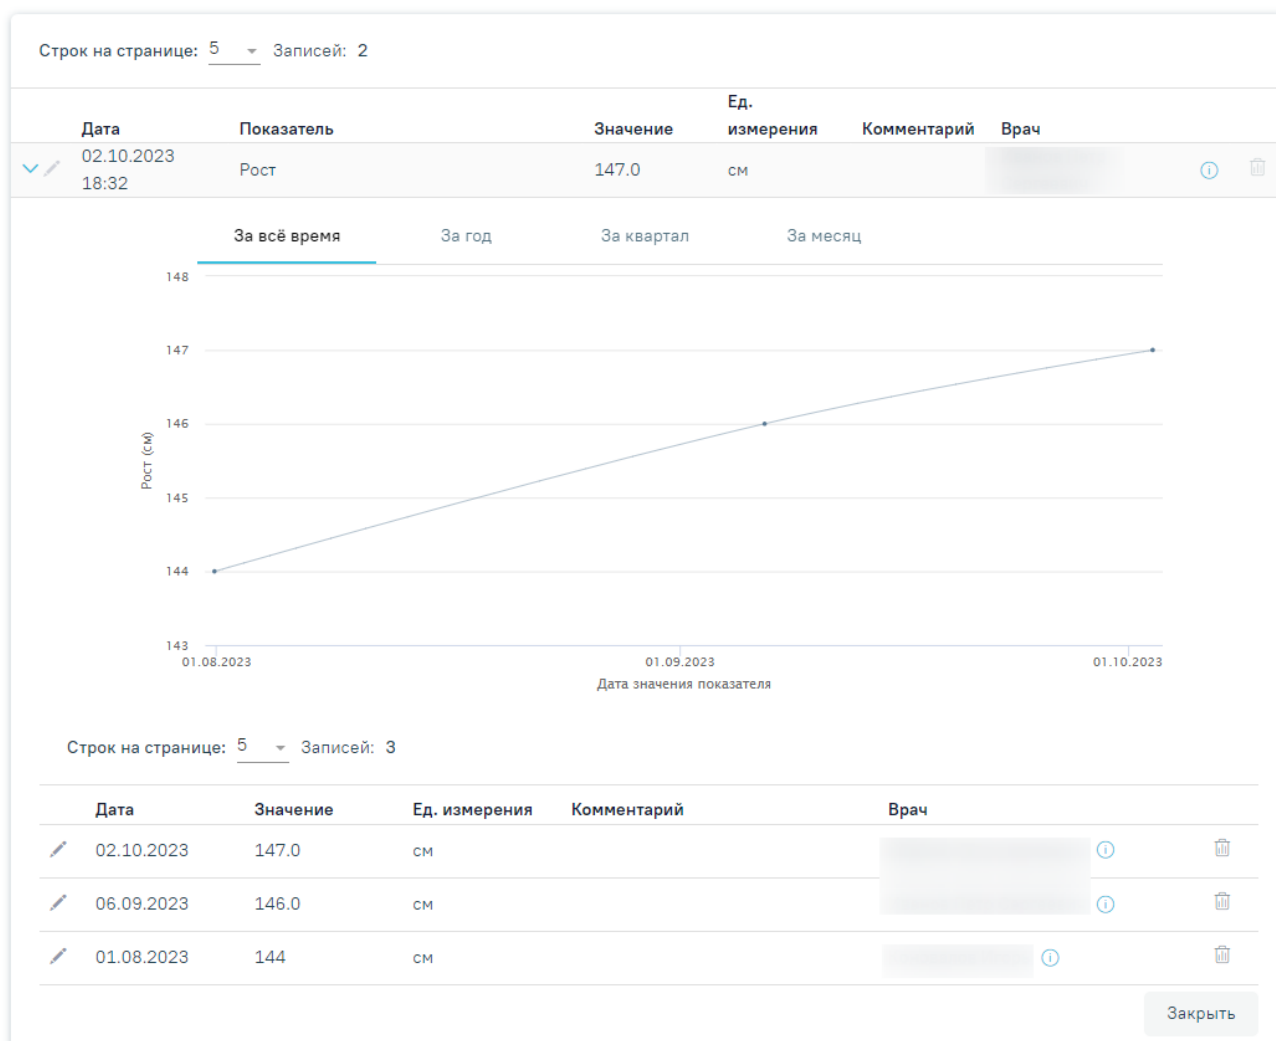 Строк на странице: 5 Записей: 2
Дата Показатель Значение Ед. измерения Комментарий Врач
02.10.2023 18:32 Рост 147.0 см
За всё время За год За квартал За месяц
148
147
146
145
144
143
Рост (см)
01.08.2023 01.09.2023 01.10.2023
Дата значения показателя
Строк на странице: 5 Записей: 3
Дата Значение Ед. измерения Комментарий Врач
02.10.2023 147.0 см
06.09.2023 146.0 см
01.08.2023 144 см
Закрыть